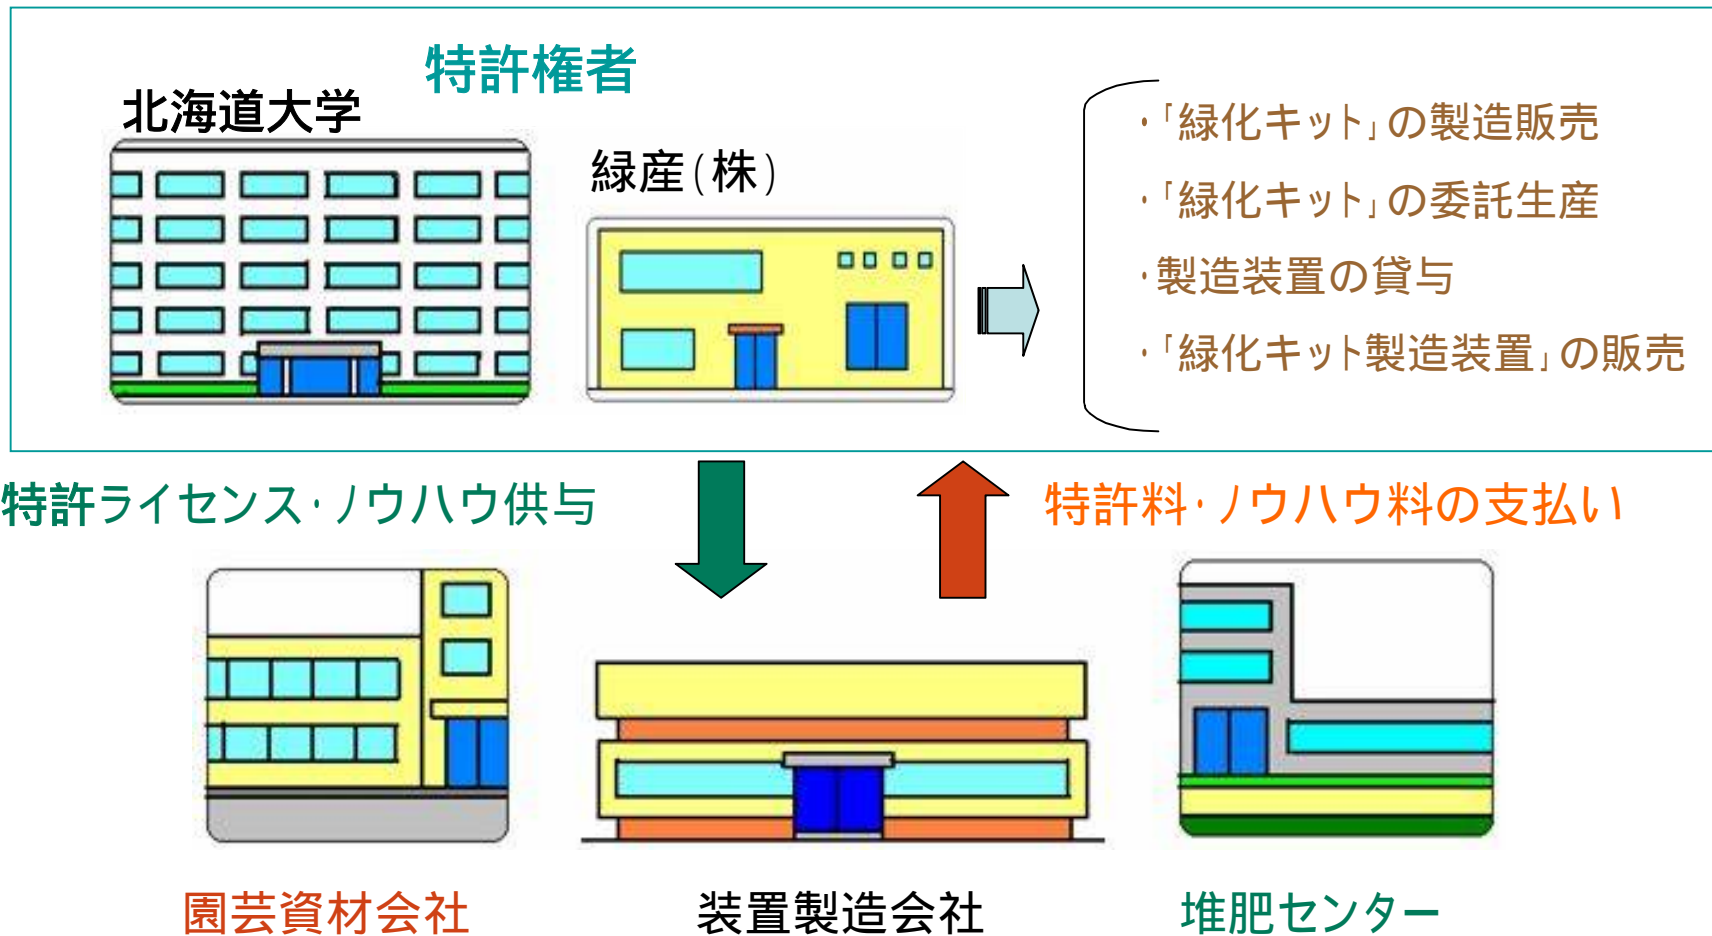 特許権者
北海道大学
緑産(株)
・「緑化キット」の製造販売
・「緑化キット」の委託生産
・製造装置の貸与
・「緑化キット製造装置」の販売
特許ライセンス・ノウハウ供与
特許料・ノウハウ料の支払い
園芸資材会社
装置製造会社
堆肥センター